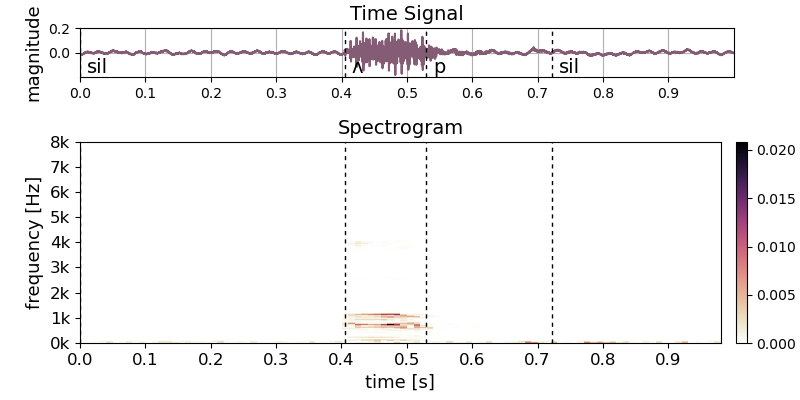 Time Signal
magnitude
0.2
0.0
sil
ʌ
p
sil
0.0 0.1 0.2 0.3 0.4 0.5 0.6 0.7 0.8 0.9
Spectrogram
frequency [Hz]
8k
7k
6k
5k
4k
3k
2k
1k
0k
0.0 0.1 0.2 0.3 0.4 0.5 0.6 0.7 0.8 0.9
time [s]
0.020
0.015
0.010
0.005
0.000